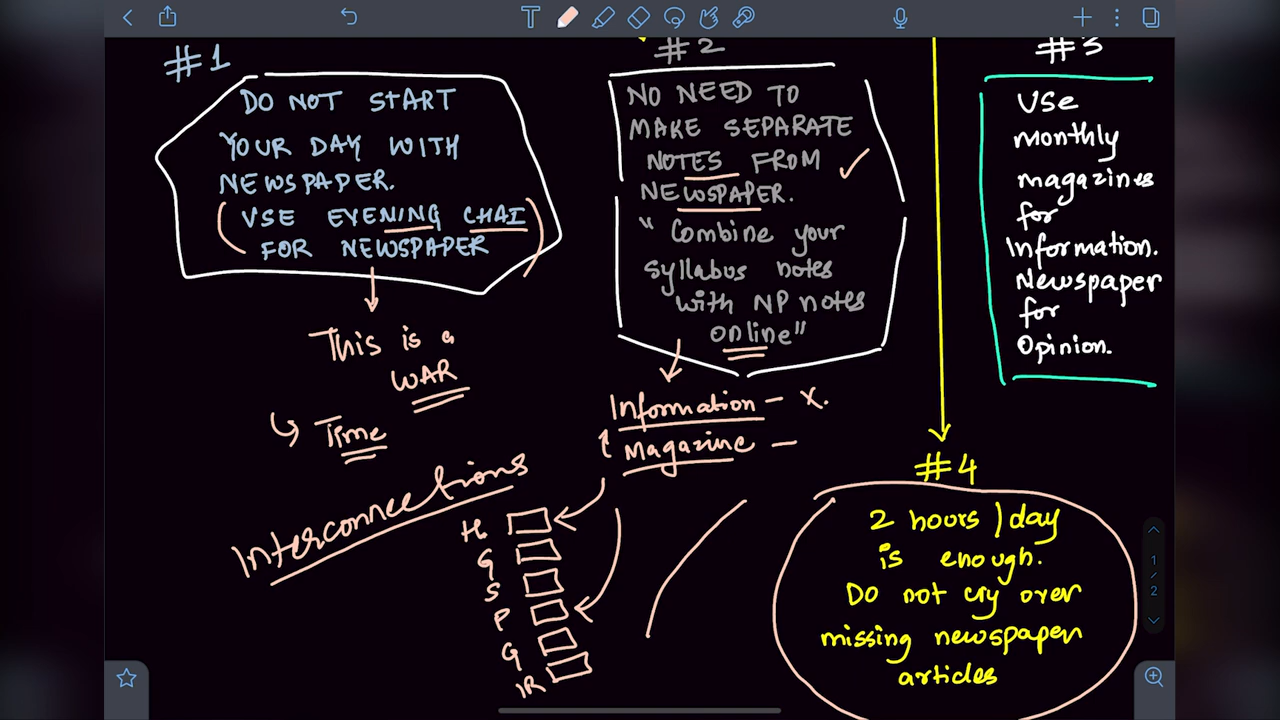 #1
DO NOT START
YOUR DAY WITH
NEWSPAPER.
(USE EVENING CHAI
FOR NEWSPAPER)
This is a
WAR
Time
Interconnections
#2
NO NEED TO
MAKE SEPARATE
NOTES FROM
NEWSPAPER.
"Combine your
syllabus notes
with NP notes
online"
Information - x.
Magazine -
H
G
S
P
G
IR
#3
Use
monthly
magazines
for
Information.
Newspaper
for
Opinion.
#4
2 hours/day
is enough.
Do not cry over
missing newspaper
articles
1/2